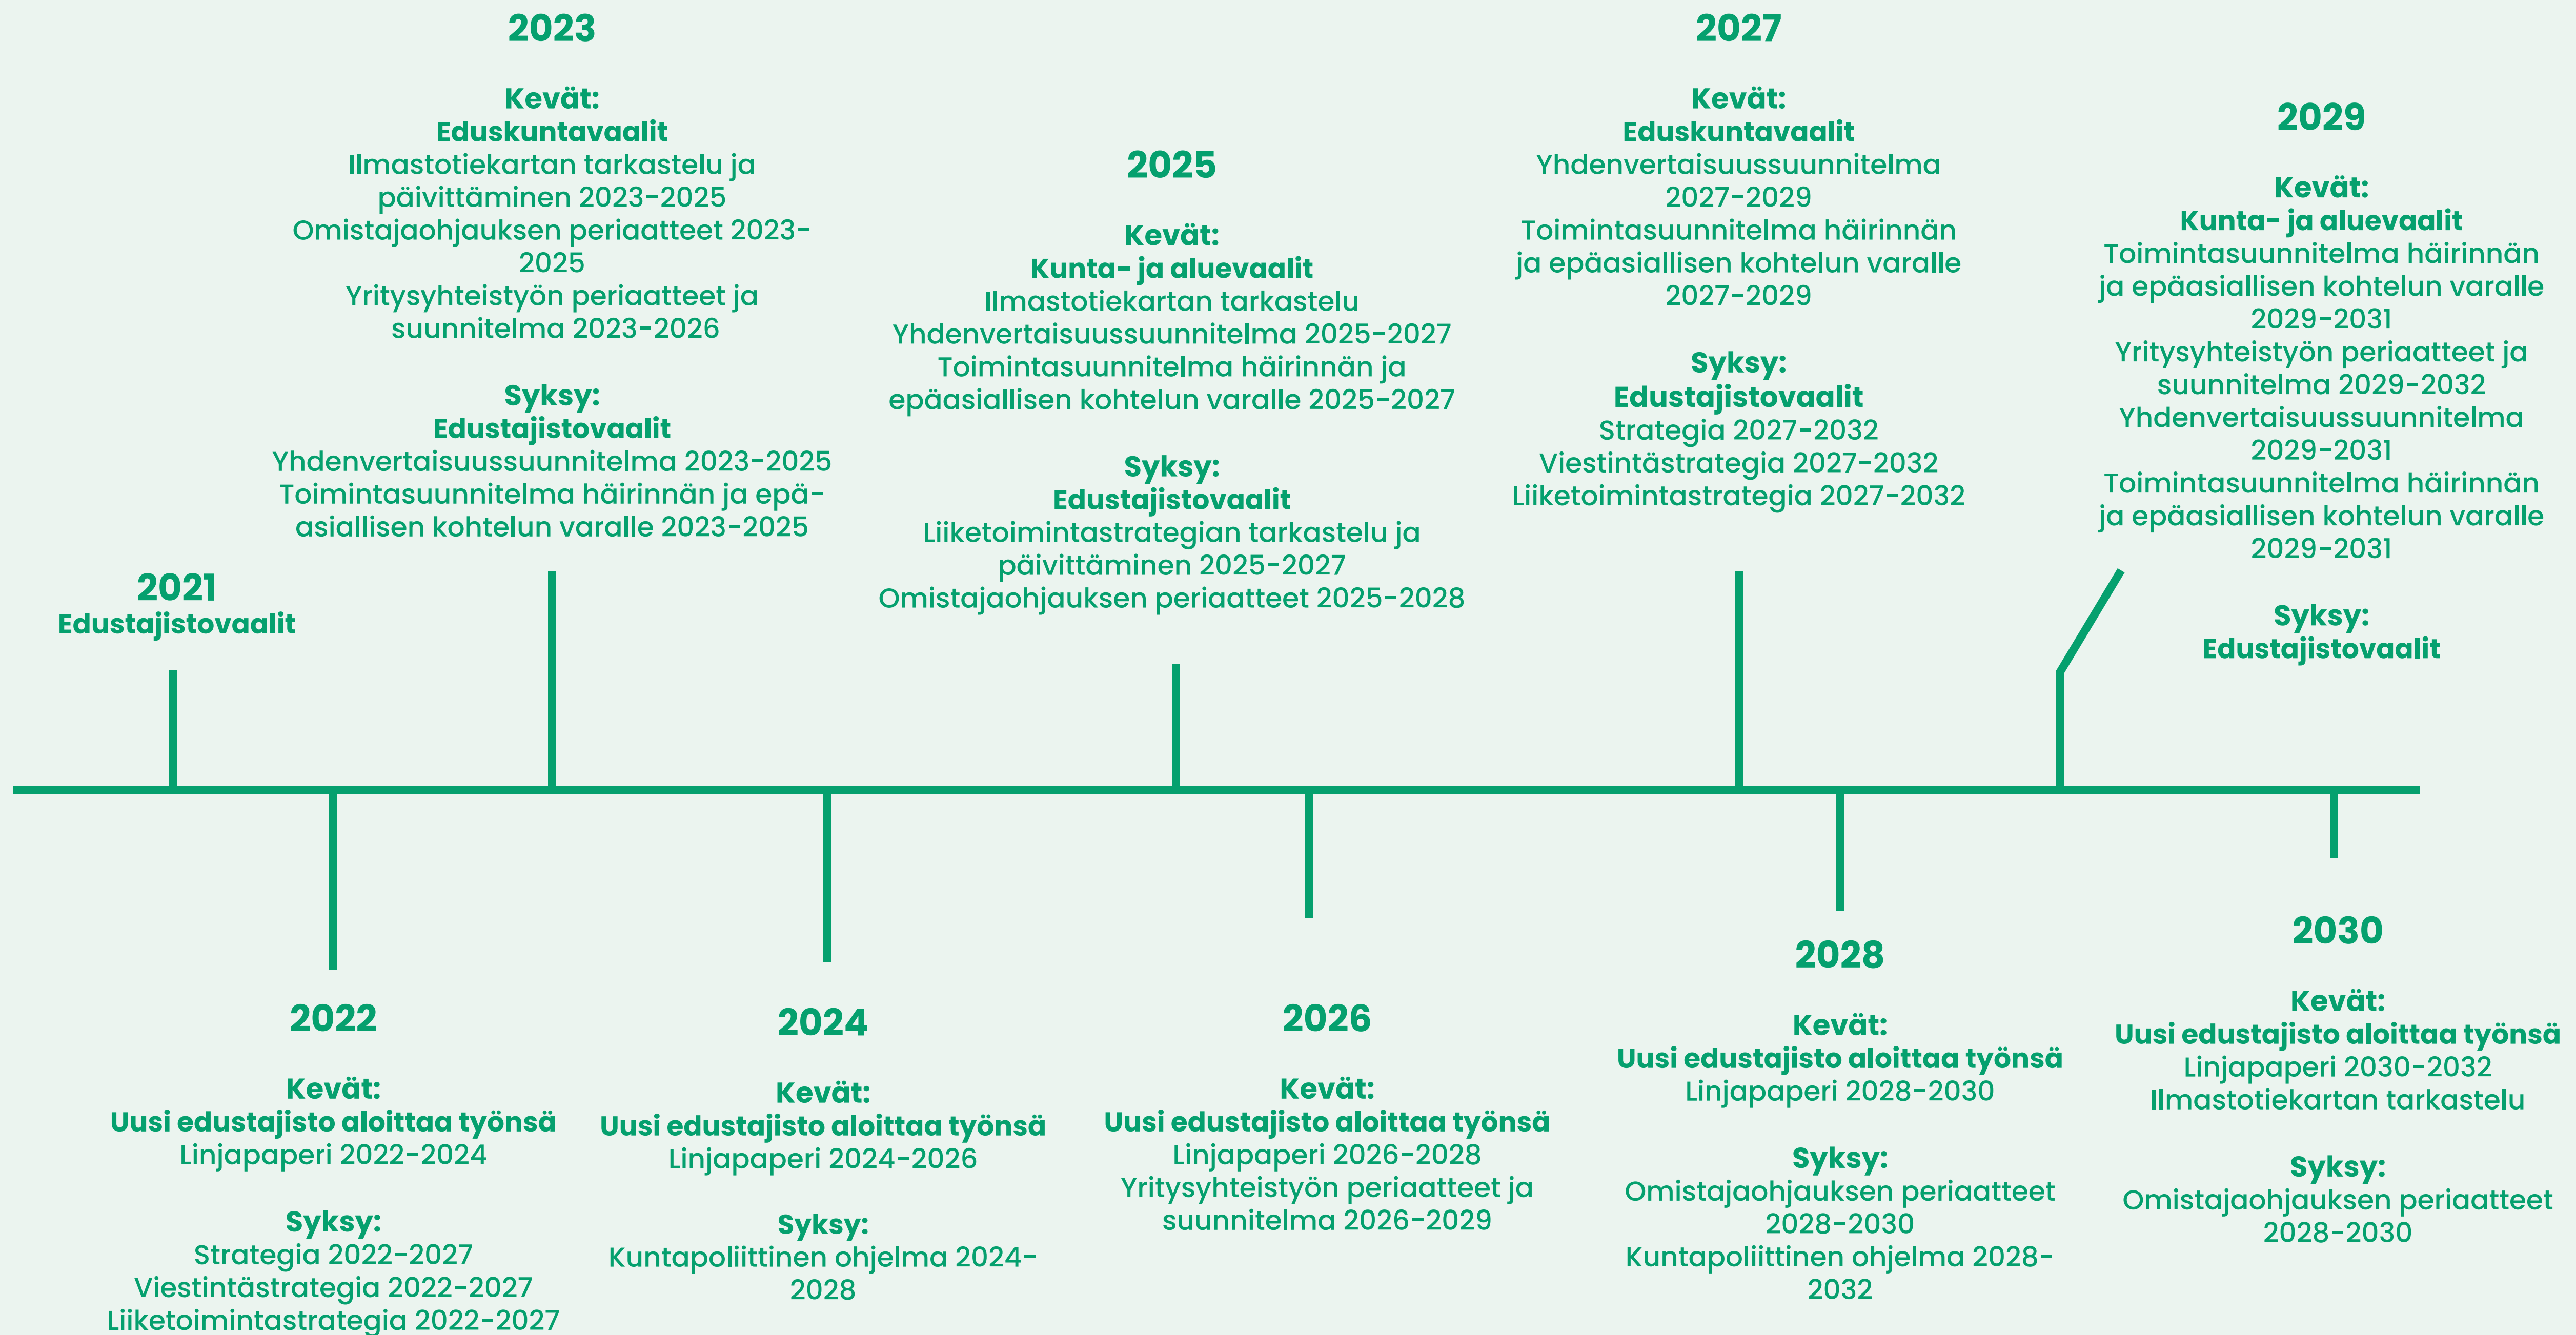 2021
Edustajistovaalit
2022
Kevät:
Uusi edustajisto aloittaa työnsä
Linjapaperi 2022-2024
Syksy:
Strategia 2022-2027
Viestintästrategia 2022-2027
Liiketoimintastrategia 2022-2027
2023
Kevät:
Eduskuntavaalit
Ilmastotiekartan tarkastelu ja
päivittäminen 2023-2025
Omistajaohjauksen periaatteet 2023-
2025
Yritysyhteistyön periaatteet ja
suunnitelma 2023-2026
Syksy:
Edustajistovaalit
Yhdenvertaisuussuunnitelma 2023-2025
Toimintasuunnitelma häirinnän ja epä-
asiallisen kohtelun varalle 2023-2025
2024
Kevät:
Uusi edustajisto aloittaa työnsä
Linjapaperi 2024-2026
Syksy:
Kuntapoliittinen ohjelma 2024-
2028
2025
Kevät:
Kunta- ja aluevaalit
Ilmastotiekartan tarkastelu
Yhdenvertaisuussuunnitelma 2025-2027
Toimintasuunnitelma häirinnän ja
epäasiallisen kohtelun varalle 2025-2027
Syksy:
Edustajistovaalit
Liiketoimintastrategian tarkastelu ja
päivittäminen 2025-2027
Omistajaohjauksen periaatteet 2025-2028
2026
Kevät:
Uusi edustajisto aloittaa työnsä
Linjapaperi 2026-2028
Yritysyhteistyön periaatteet ja
suunnitelma 2026-2029
2027
Kevät:
Eduskuntavaalit
Yhdenvertaisuussuunnitelma
2027-2029
Toimintasuunnitelma häirinnän
ja epäasiallisen kohtelun varalle
2027-2029
Syksy:
Edustajistovaalit
Strategia 2027-2032
Viestintästrategia 2027-2032
Liiketoimintastrategia 2027-2032
2028
Kevät:
Uusi edustajisto aloittaa työnsä
Linjapaperi 2028-2030
Syksy:
Omistajaohjauksen periaatteet
2028-2030
Kuntapoliittinen ohjelma 2028-
2032
2029
Kevät:
Kunta- ja aluevaalit
Toimintasuunnitelma häirinnän
ja epäasiallisen kohtelun varalle
2029-2031
Yritysyhteistyön periaatteet ja
suunnitelma 2029-2032
Yhdenvertaisuussuunnitelma
2029-2031
Toimintasuunnitelma häirinnän
ja epäasiallisen kohtelun varalle
2029-2031
Syksy:
Edustajistovaalit
2030
Kevät:
Uusi edustajisto aloittaa työnsä
Linjapaperi 2030-2032
Ilmastotiekartan tarkastelu
Syksy:
Omistajaohjauksen periaatteet
2028-2030